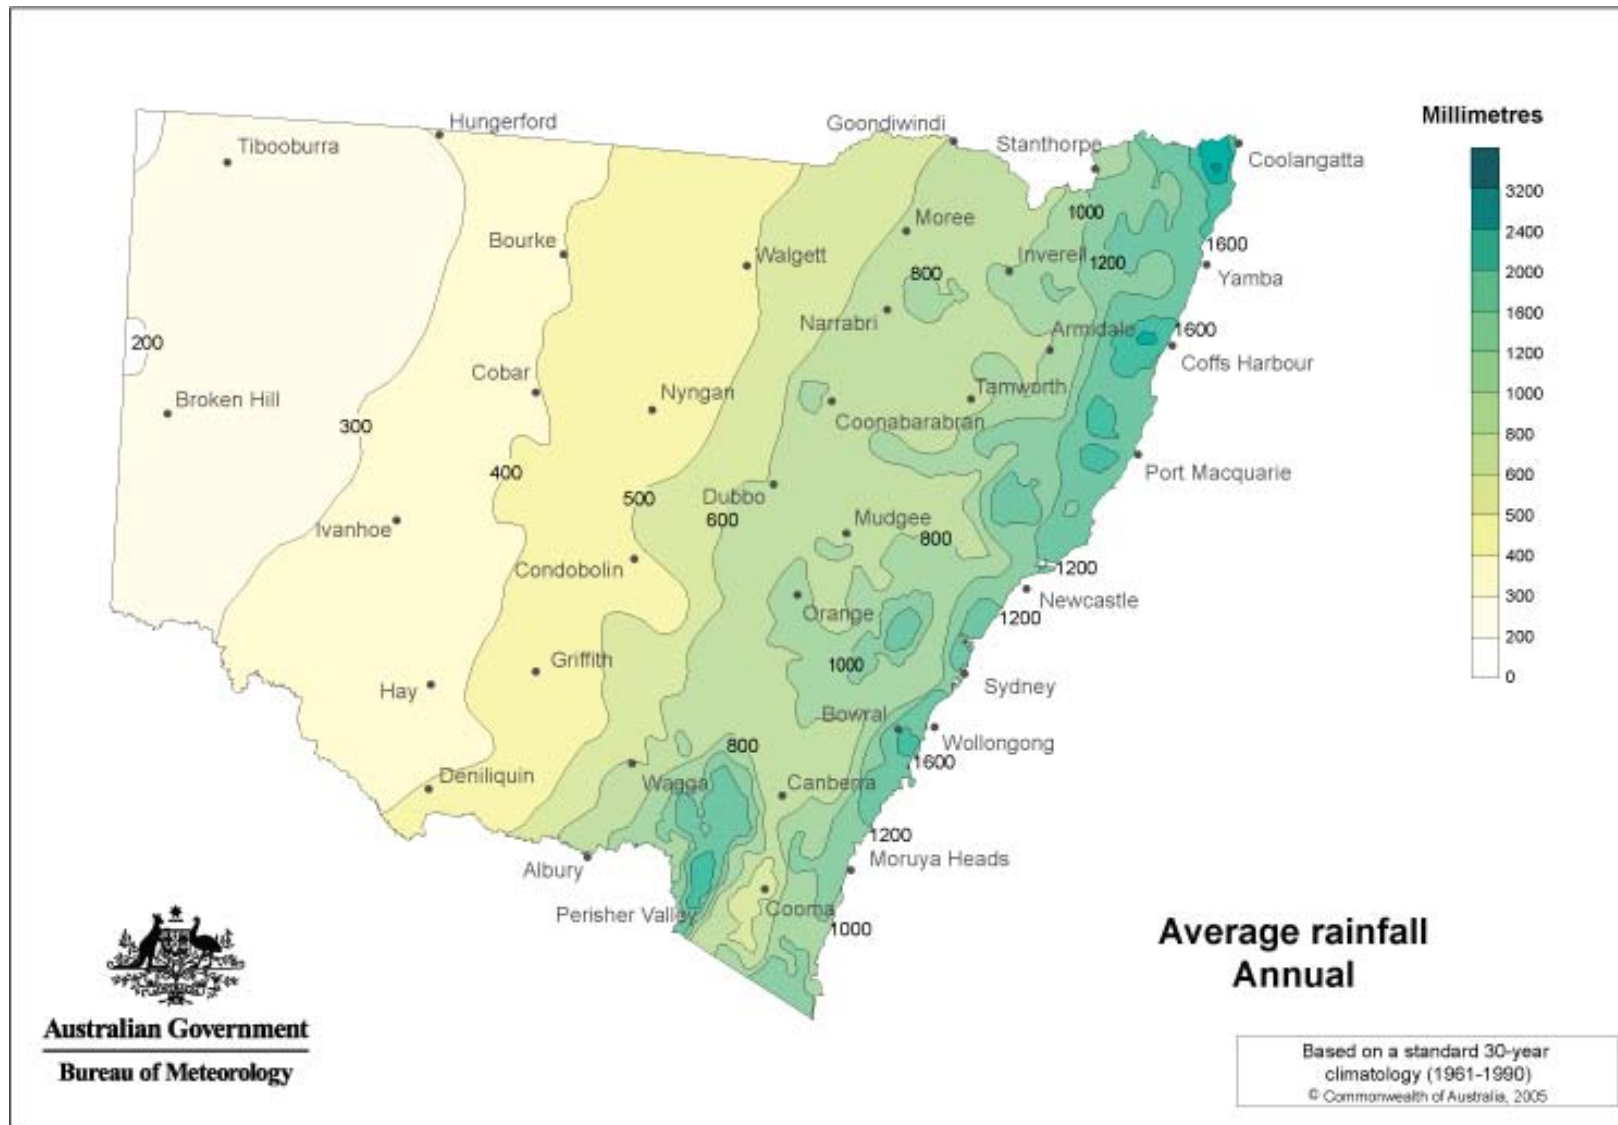 Hungerford
Tibooburra
Goondiwindi
Stanthorpe
Coolangatta
Millimetres
3200
2400
2000
1600
1200
1000
800
600
500
400
300
200
0
Moree
1000
Bourke
Walgett
Inverell
1200
1600
Yamba
800
Narrabri
Armidale
1600
Coffs Harbour
200
Broken Hill
Cobar
Nyngan
Tamworth
Coonabarabran
300
400
500
Port Macquarie
Dubbo
600
Mudgee
800
Ivanhoe
Condobolin
1200
Newcastle
Orange
1200
Griffith
1000
Hay
Sydney
Bowral
Wollongong
800
1600
Deniliquin
Wagga
Canberra
1200
Moruya Heads
Albury
Perisher Valley
Cooma
1000
Average rainfall
Annual
Australian Government
Bureau of Meteorology
Based on a standard 30-year
climatology (1961-1990)
© Commonwealth of Australia, 2005